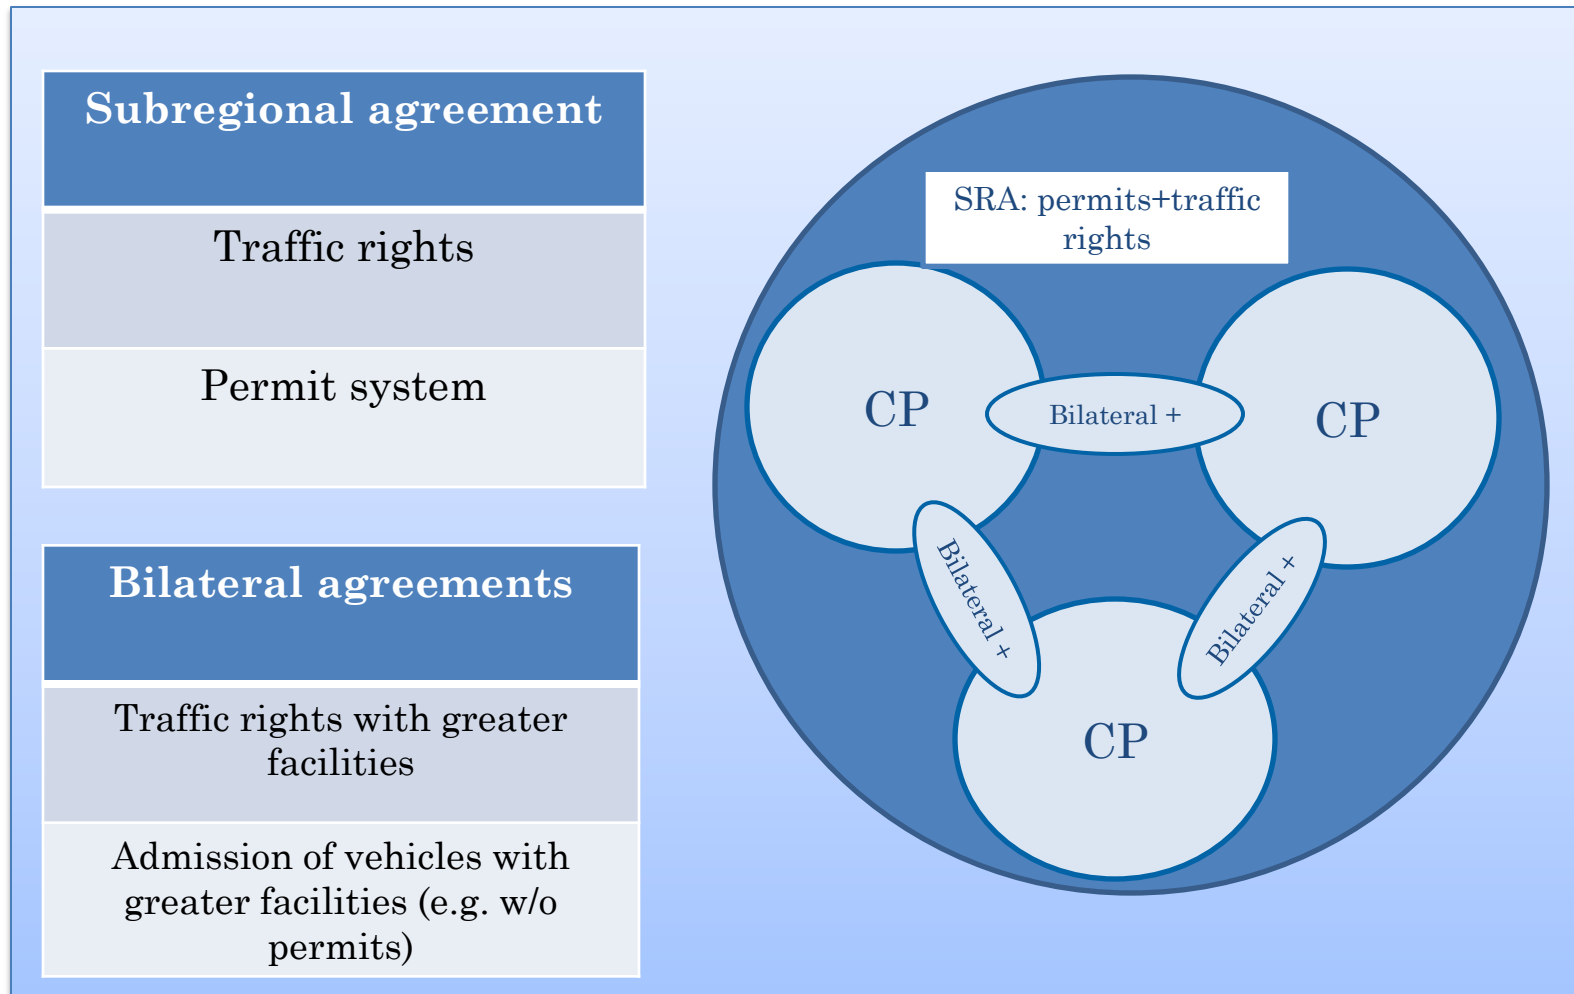 Subregional agreement
Traffic rights
Permit system
Bilateral agreements
Traffic rights with greater
facilities
Admission of vehicles with
greater facilities (e.g. w/o
permits)
SRA: permits+traffic
rights
CP
Bilateral +
CP
Bilateral +
Bilateral +
CP